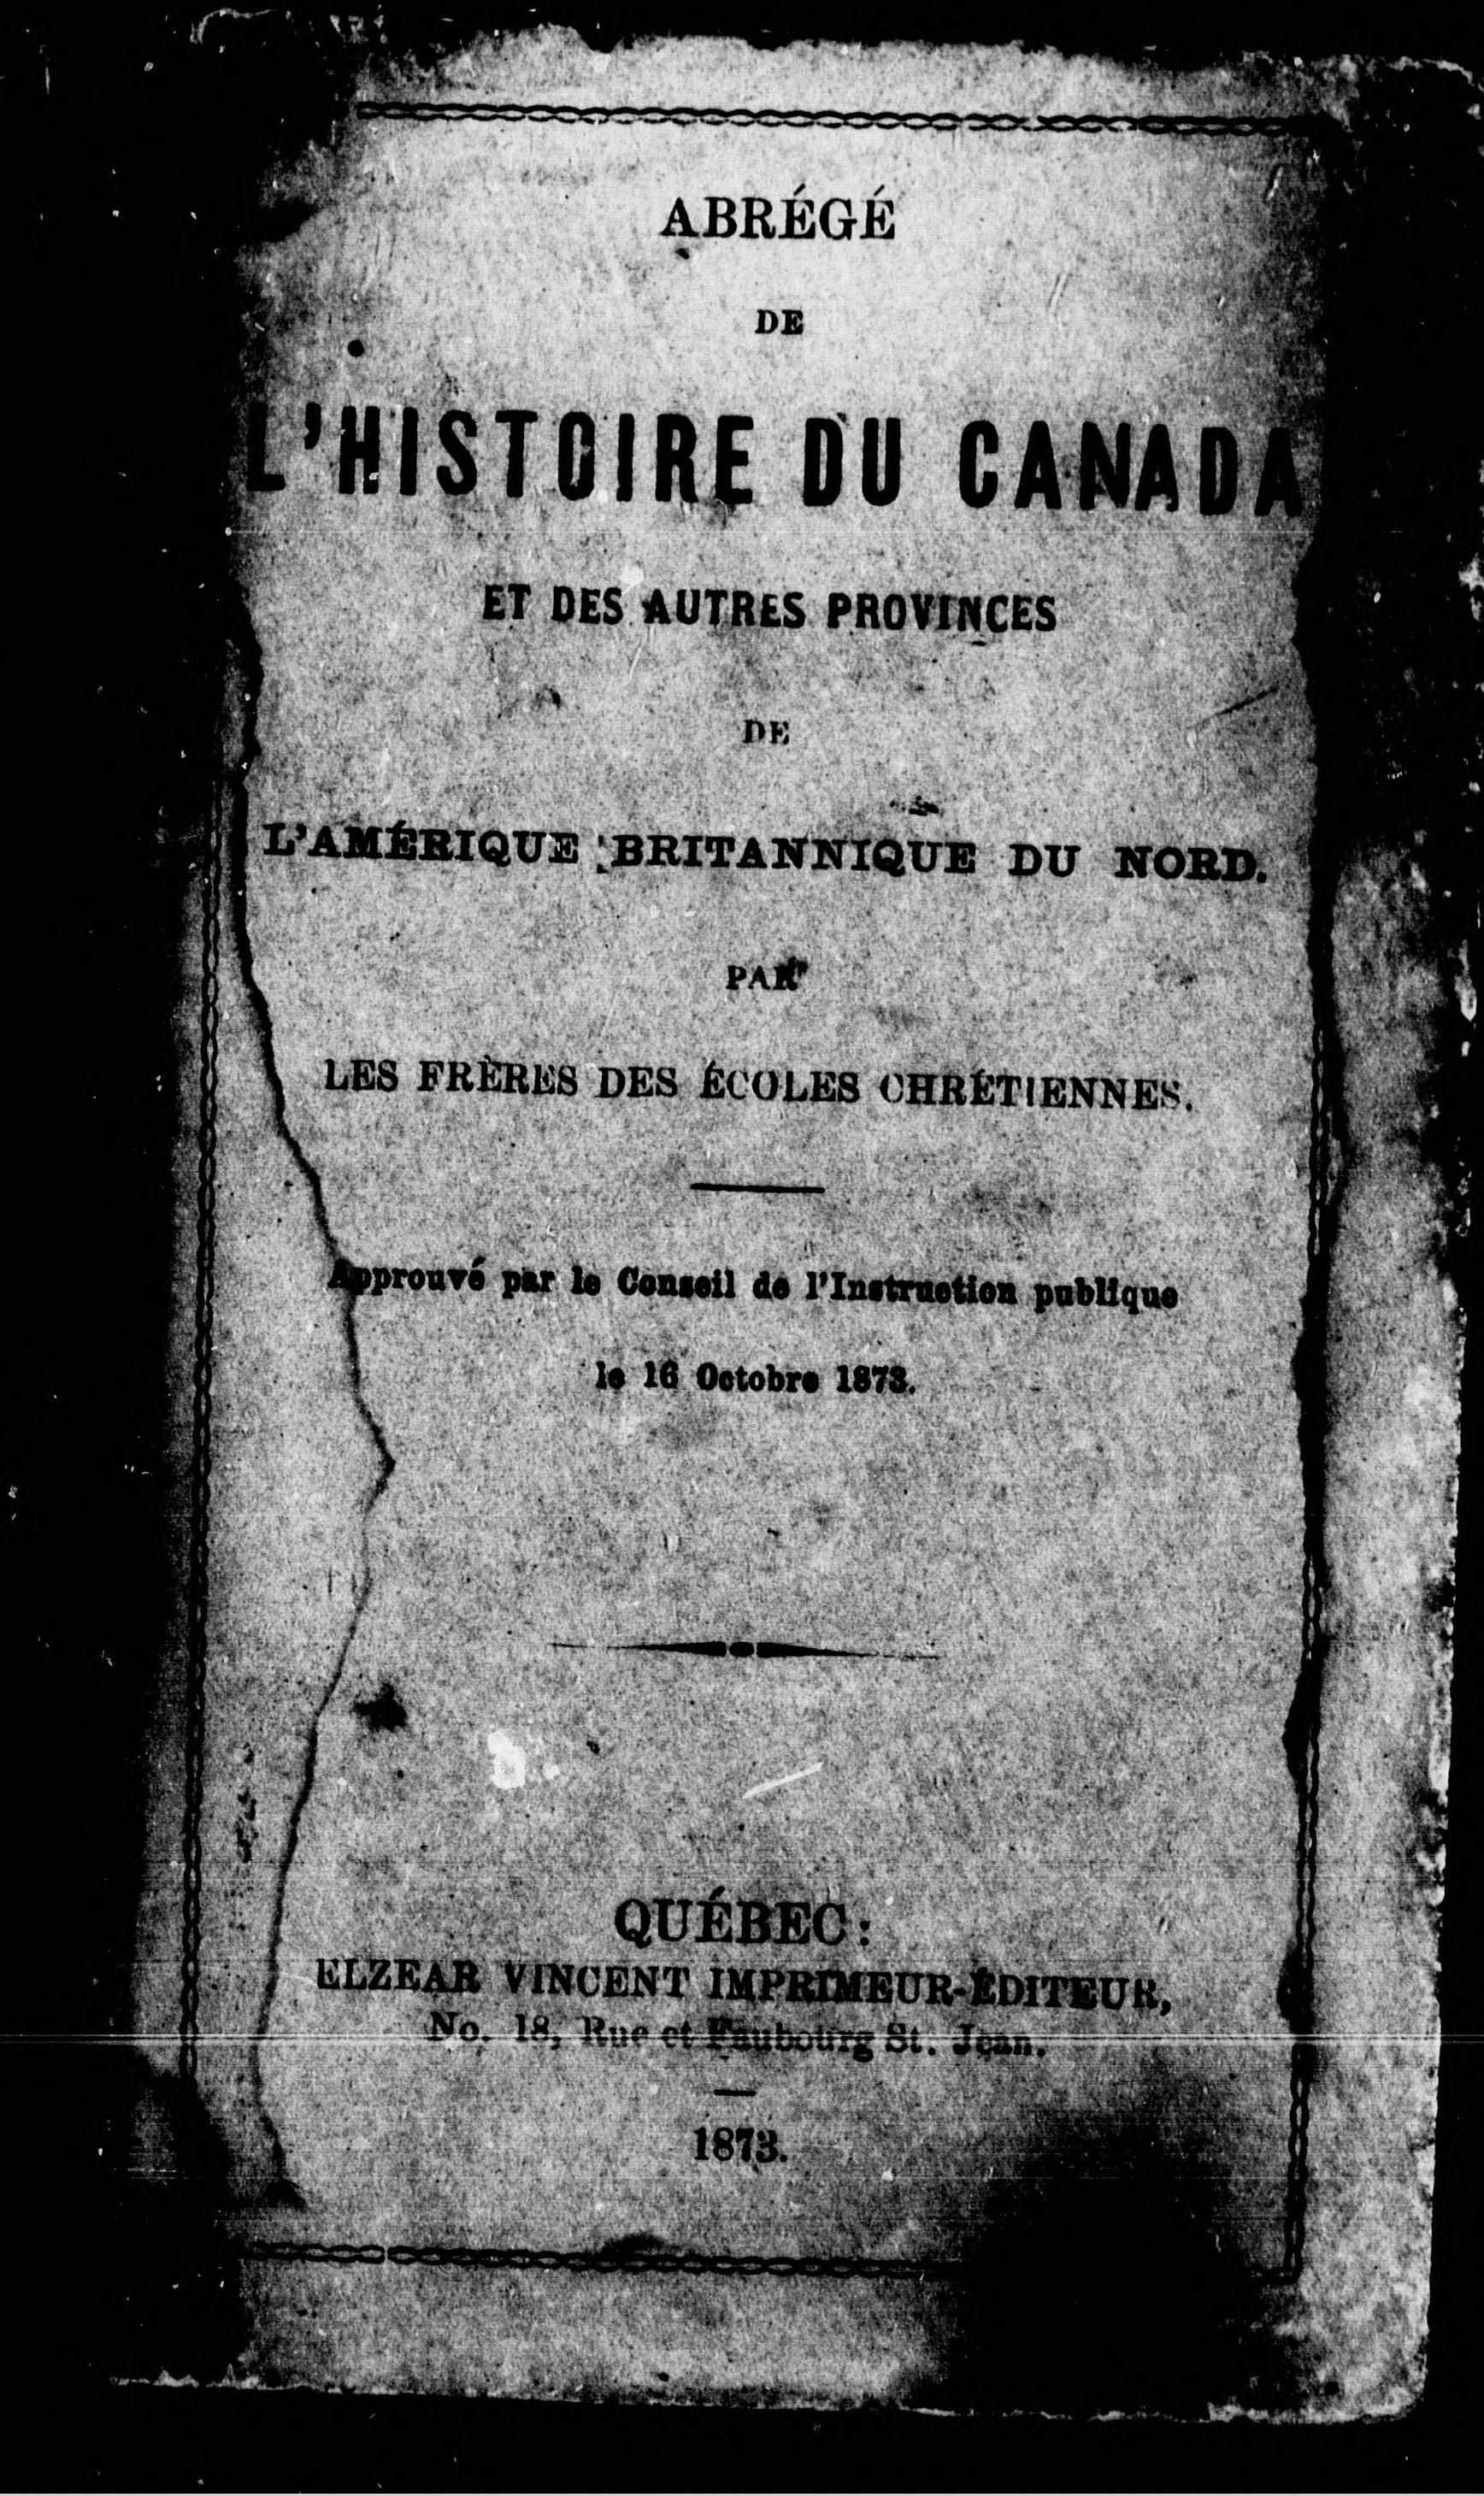 ABRÉGÉ
DE
L'HISTOIRE DU CANADA
ET DES AUTRES PROVINCES
DE
L'AMÉRIQUE BRITANNIQUE DU NORD.
PAR
LES FRÈRES DES ÉCOLES CHRÉTIENNES.
Approuvé par le Conseil de l'Instruction publique
le 16 Octobre 1873.
QUÉBEC:
ELZEAR VINCENT IMPRIMEUR-ÉDITEUR,
No. 18, Rue et Faubourg St. Jean.
1873.